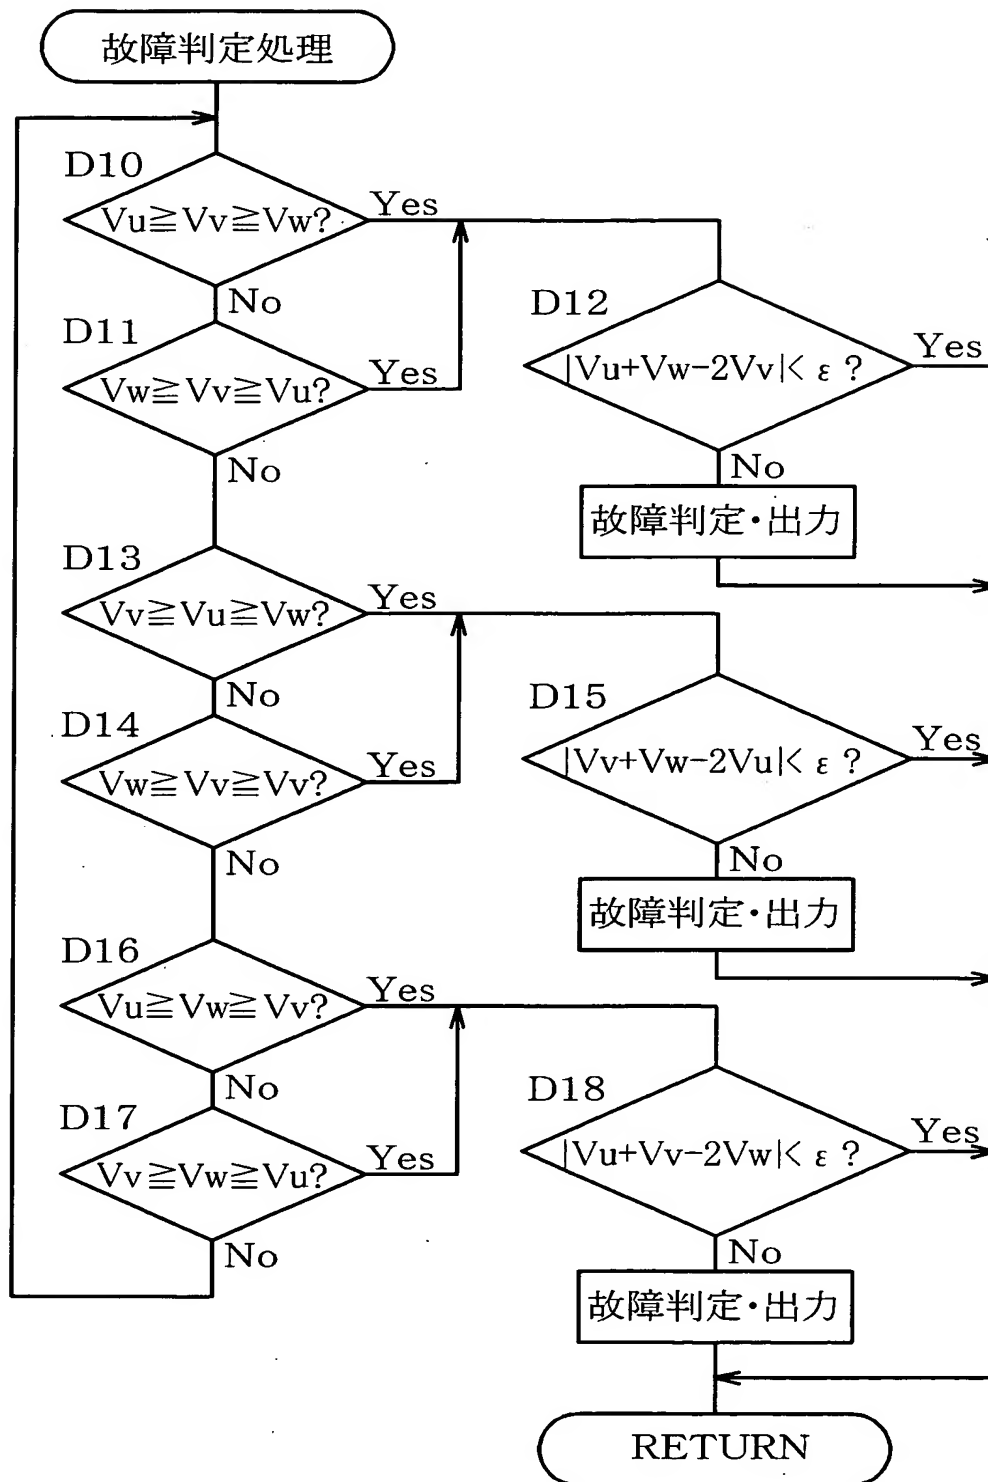 故障判定処理
D10
Vu≧Vv≧Vw?
Yes
No
D11
Vw≧Vv≧Vu?
Yes
No
D12
|Vu+Vw-2Vv|< ε ?
Yes
No
故障判定・出力
D13
Vv≧Vu≧Vw?
Yes
No
D14
Vw≧Vv≧Vv?
Yes
No
D15
|Vv+Vw-2Vu|< ε ?
Yes
No
故障判定・出力
D16
Vu≧Vw≧Vv?
Yes
No
D17
Vv≧Vw≧Vu?
Yes
No
D18
|Vu+Vv-2Vw|< ε ?
Yes
No
故障判定・出力
RETURN